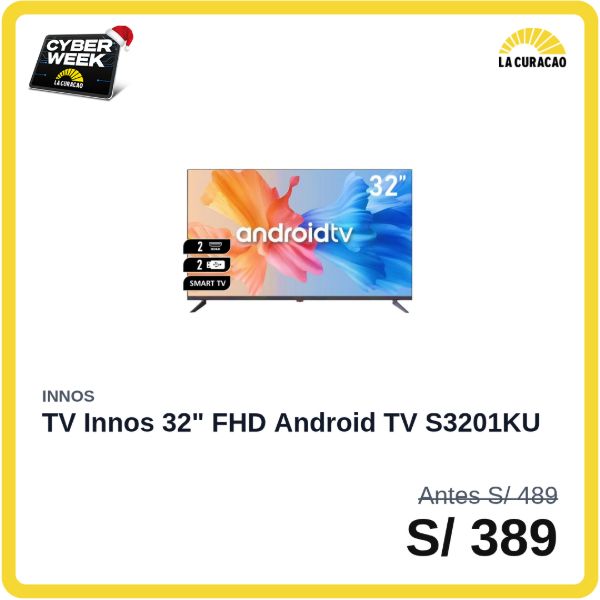 CYBER
WEEK
LA CURACAO
LA CURACAO
32”
androidtv
2 HDMI
2
SMART TV
INNOS
TV Innos 32" FHD Android TV S3201KU
Antes S/ 489
S/ 389